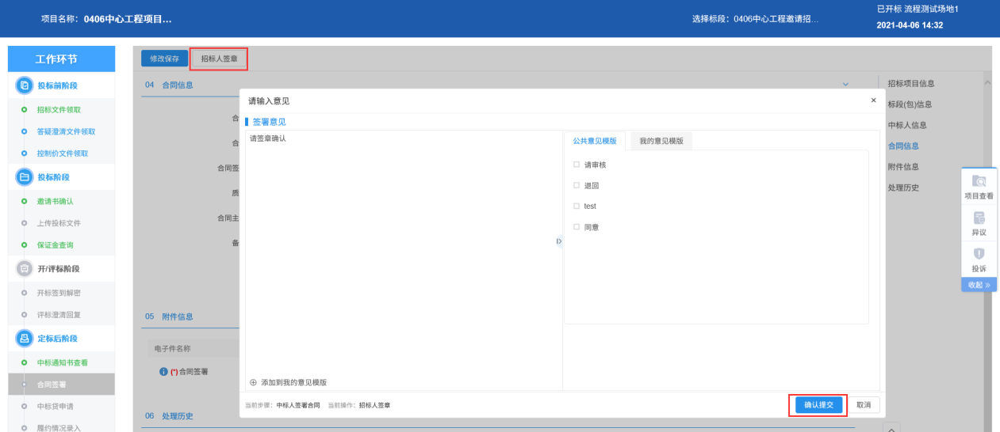 项目名称：0406中心工程项目...
选择标段：0406中心工程邀请招...
已开标 流程测试场地1
2021-04-06 14:32
工作环节
投标前阶段
招标文件领取
答疑澄清文件领取
控制价文件领取
投标阶段
邀请书确认
上传投标文件
保证金查询
开/评标阶段
开标签到解密
评标澄清回复
定标后阶段
中标通知书查看
合同签署
中标贷申请
履约情况录入
修改保存
招标人签章
04 合同信息
合
合
合同签
质
合同主
备
05 附件信息
电子件名称
(*)合同签署
06 处理历史
请输入意见
×
签署意见
请签章确认
公共意见模版
我的意见模版
请审核
退回
test
同意
添加到我的意见模版
当前步骤：中标人签署合同 当前操作：招标人签章
确认提交
取消
招标项目信息
标段(包)信息
中标人信息
合同信息
附件信息
处理历史
项目查看
异议
投诉
收起 »